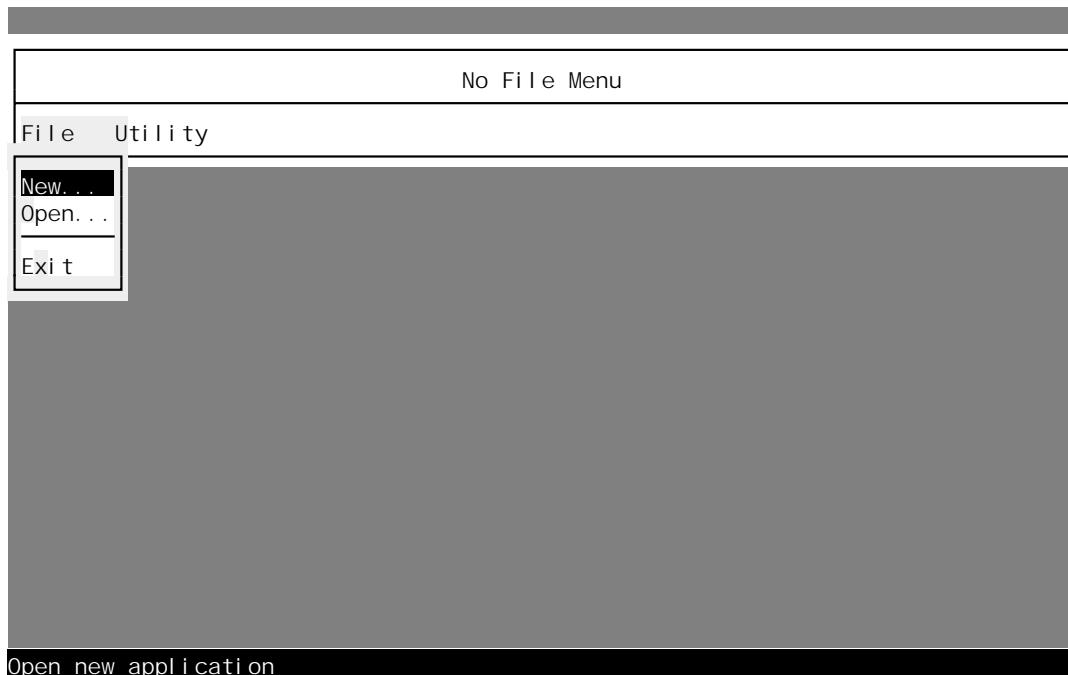 No File Menu
File Utility
New...
Open...
Exit
Open new application